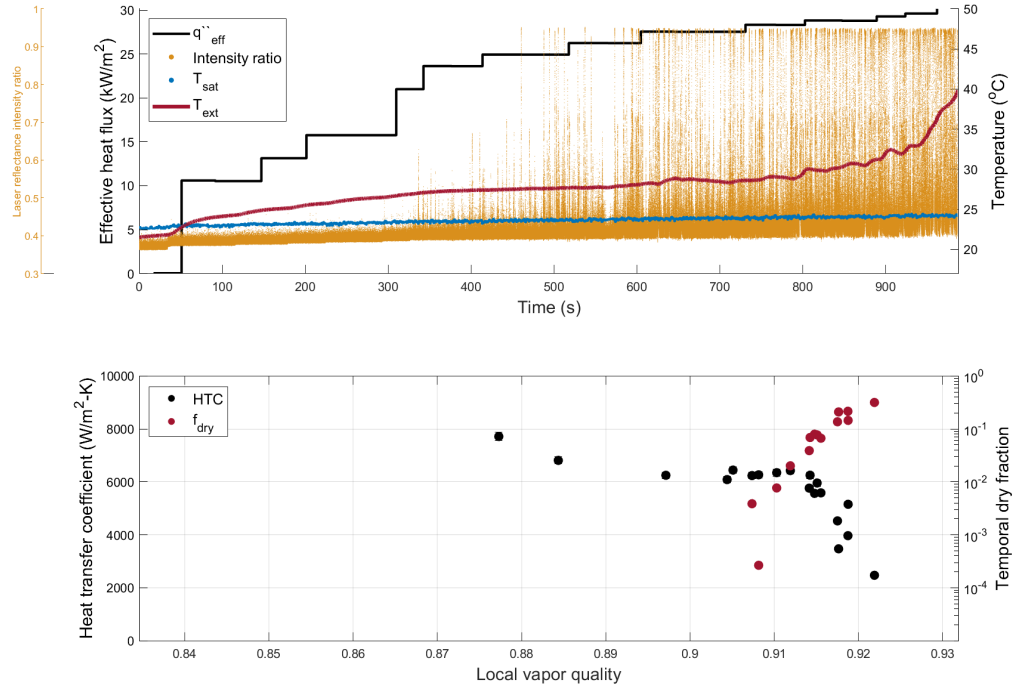 30
25
20
15
10
5
0
Effective heat flux (kW/m2)
1
0.9
0.8
0.7
0.6
0.5
0.4
0.3
Laser reflectance intensity ratio
q``eff
Intensity ratio
Tsat
Text
50
45
40
35
30
25
20
Temperature (oC)
0 100 200 300 400 500 600 700 800 900
Time (s)
10000
8000
6000
4000
2000
0
Heat transfer coefficient (W/m2-K)
HTC
fdry
100
10-1
10-2
10-3
10-4
Temporal dry fraction
0.84 0.85 0.86 0.87 0.88 0.89 0.9 0.91 0.92 0.93
Local vapor quality